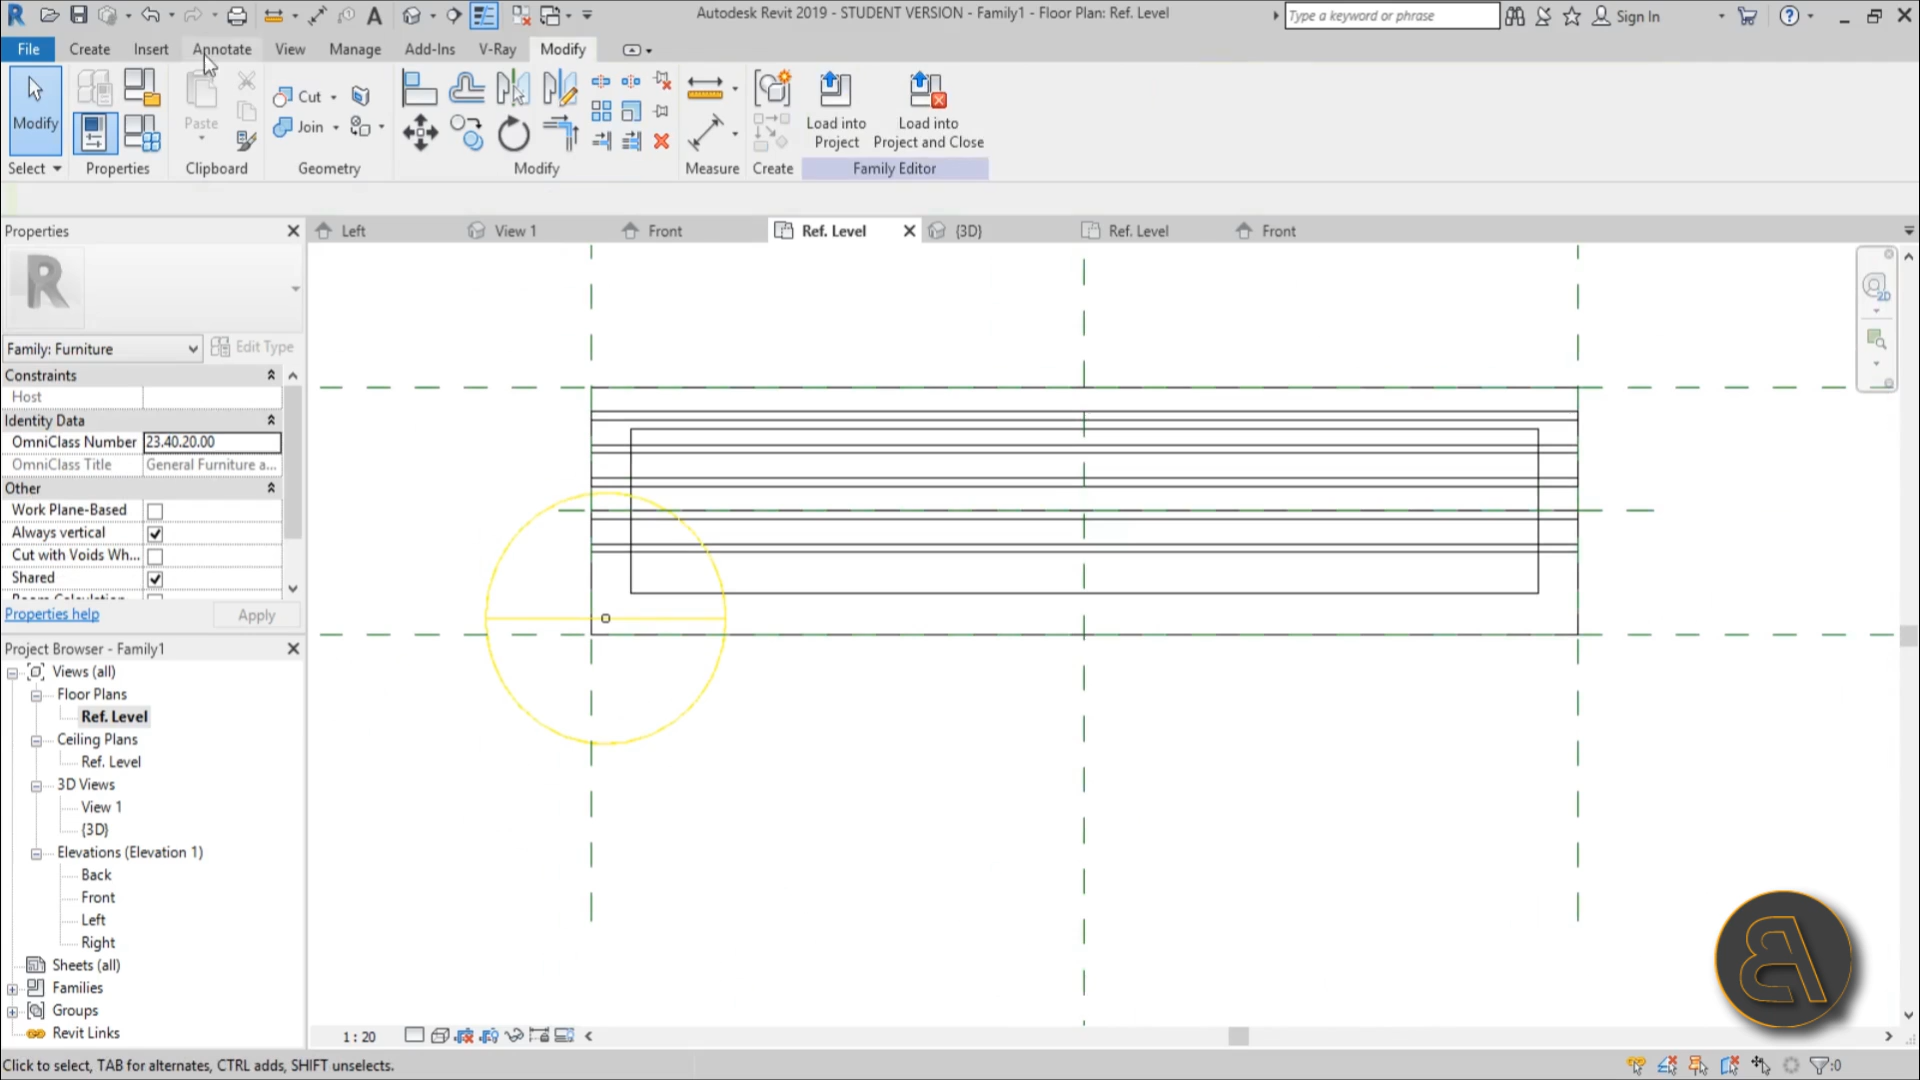 Autodesk Revit 2019 - STUDENT VERSION - Family1 - Floor Plan: Ref. Level
Type a keyword or phrase
Sign In
File Create Insert Annotate View Manage Add-Ins V-Ray Modify
Modify
Paste
Cut
Join
Load into Project
Load into Project and Close
Select Properties Clipboard Geometry Modify Measure Create Family Editor
Properties
Left View 1 Front Ref. Level {3D} Ref. Level Front
R
2D
Family: Furniture
Edit Type
Constraints
Host
Identity Data
OmniClass Number 23.40.20.00
OmniClass Title General Furniture a...
Other
Work Plane-Based
Always vertical
Cut with Voids Wh...
Shared
Properties help
Apply
Project Browser - Family1
Views (all)
Floor Plans
Ref. Level
Ceiling Plans
Ref. Level
3D Views
View 1
{3D}
Elevations (Elevation 1)
Back
Front
Left
Right
Sheets (all)
Families
Groups
Revit Links
1 : 20
Click to select, TAB for alternates, CTRL adds, SHIFT unselects.
:0